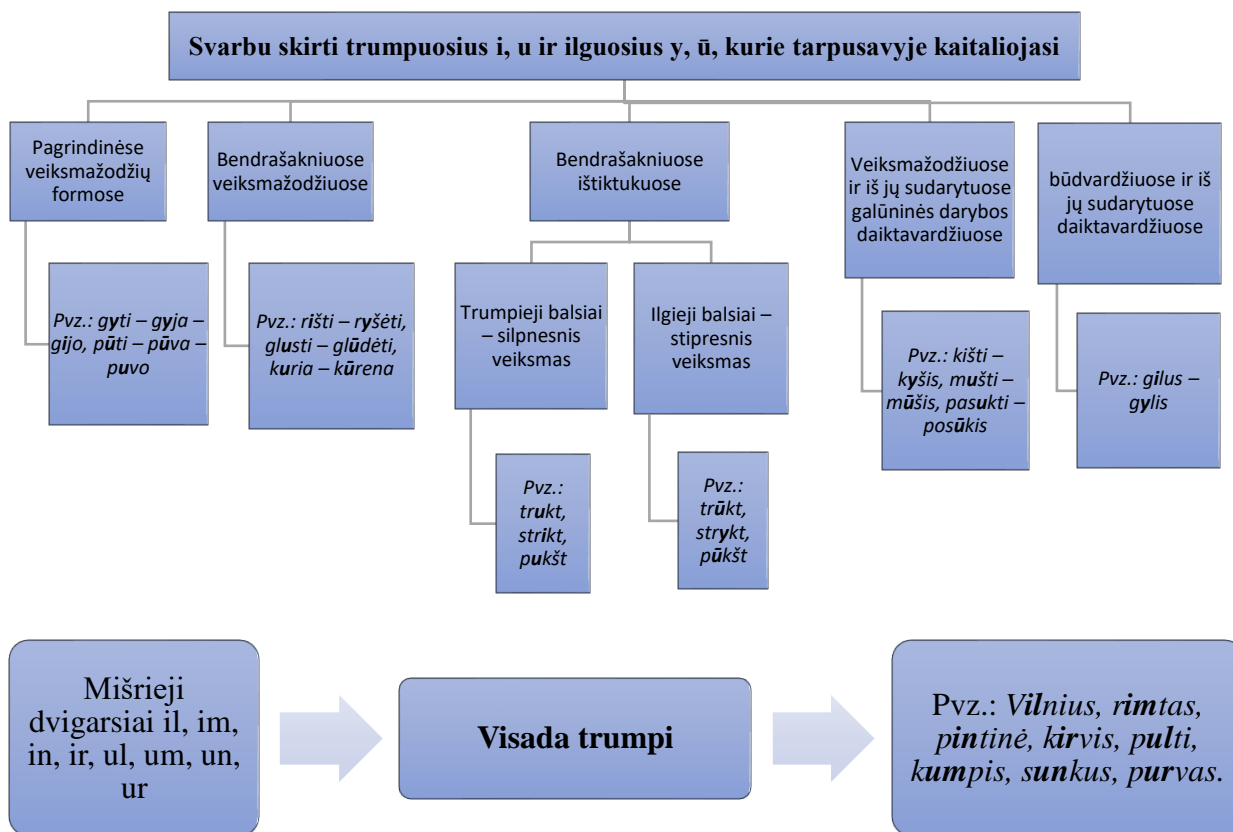 Svarbu skirti trumpuosius i, u ir ilguosius y, ū, kurie tarpusavyje kaitaliojasi
Pagrindinėse
veiksmažodžių
formose
Pvz.: gyti – gyja –
gijo, pūti – pūva –
puvo
Bendrašakniuose
veiksmažodžiuose
Pvz.: rišti – ryšėti,
glusti – glūdėti,
kuria – kūrena
Bendrašakniuose
ištiktukuose
Trumpieji balsiai
– silpnesnis
veiksmas
Pvz.:
trukt,
strikt,
pukšt
Ilgieji balsiai –
stipresnis
veiksmas
Pvz.:
trūkt,
strykt,
pūkšt
Veiksmažodžiuose
ir iš jų sudarytuose
galūninės darybos
daiktavardžiuose
Pvz.: kišti –
kyšis, mušti –
mūšis, pasukti –
posūkis
būdvardžiuose ir iš
jų sudarytuose
daiktavardžiuose
Pvz.: gilus –
gylis
Mišrieji
dvigarsiai il, im,
in, ir, ul, um, un,
ur
Visada trumpi
Pvz.: Vilnius, rimtas,
pintinė, kirvis, pulti,
kumpis, sunkus, purvas.